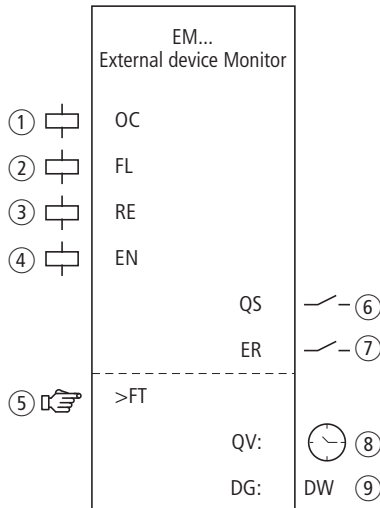 EM...
External device Monitor
1 OC
2 FL
3 RE
4 EN
QS 6
ER 7
5 >FT
QV: 8
DG: DW 9